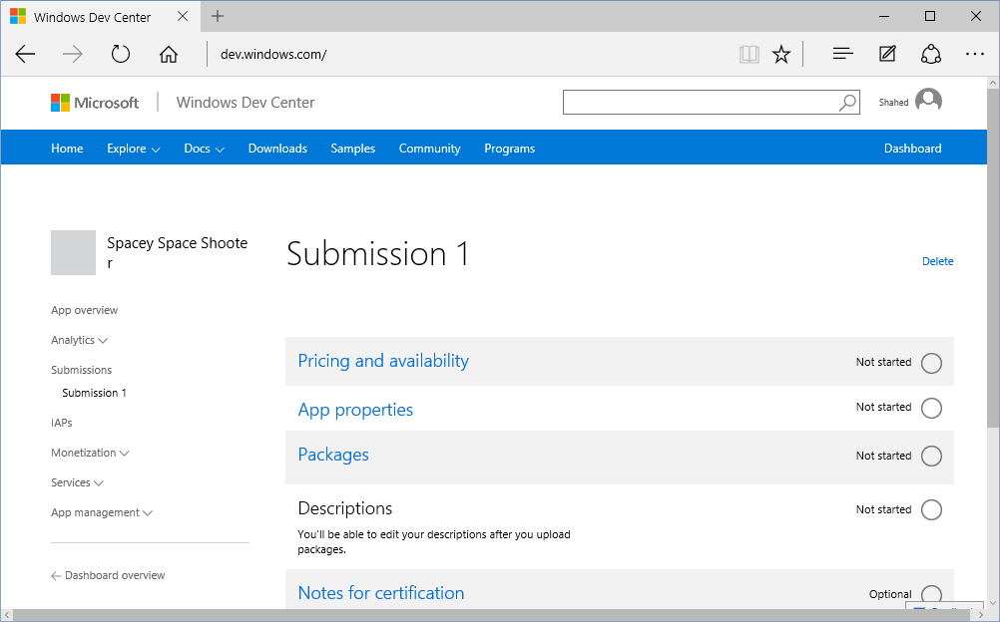 Windows Dev Center
dev.windows.com/
Microsoft
Windows Dev Center
Shahed
Home Explore Docs Downloads Samples Community Programs Dashboard
Spacey Space Shoote
r
Submission 1
Delete
App overview
Analytics
Submissions
Submission 1
IAPs
Monetization
Services
App management
Dashboard overview
Pricing and availability Not started
App properties Not started
Packages Not started
Descriptions Not started
You'll be able to edit your descriptions after you upload
packages.
Notes for certification Optional